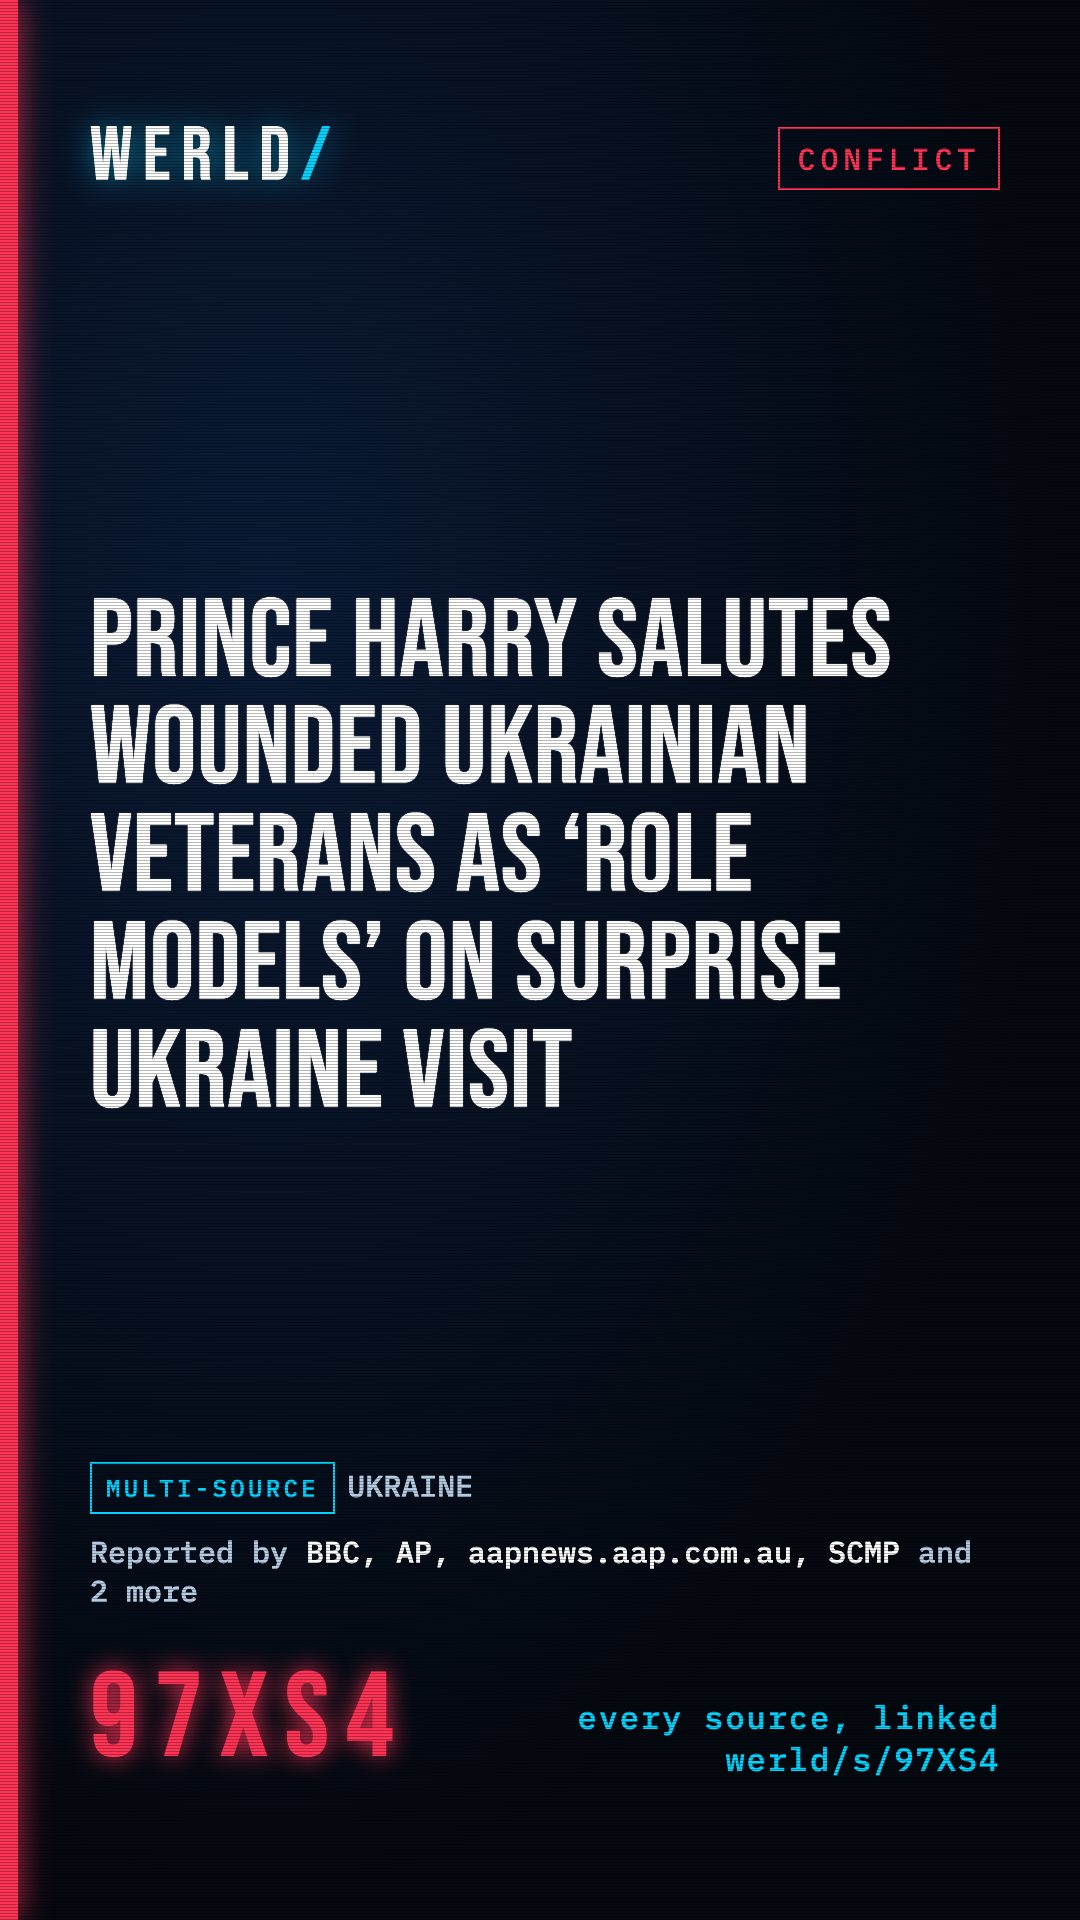 WERLD/
CONFLICT
PRINCE HARRY SALUTES
WOUNDED UKRAINIAN
VETERANS AS ‘ROLE
MODELS’ ON SURPRISE
UKRAINE VISIT
MULTI-SOURCE UKRAINE
Reported by BBC, AP, aapnews.aap.com.au, SCMP and
2 more
97XS4
every source, linked
werld/s/97XS4